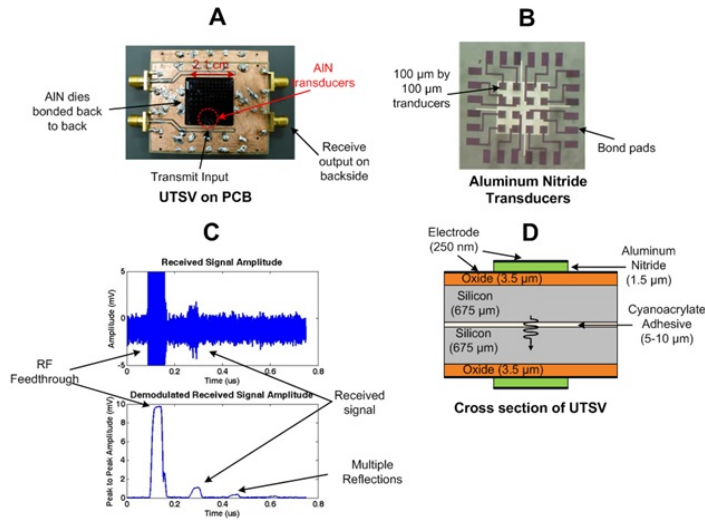 A
2.1 cm
AlN
transducers
AlN dies
bonded back
to back
Transmit Input
Receive
output on
backside
UTSV on PCB
B
100 µm by
100 µm
tranducers
Bond pads
Aluminum Nitride
Transducers
C
Received Signal Amplitude
Amplitude (mV)
5
0
-5
0
0.2
0.4
0.6
0.8
Time (us)
RF
Feedthrough
Received
signal
Demodulated Received Signal Amplitude
Peak to Peak Amplitude (mV)
10
8
6
4
2
0
0
0.2
0.4
0.6
0.8
Time (us)
Multiple
Reflections
D
Electrode
(250 nm)
Aluminum
Nitride
(1.5 µm)
Oxide (3.5 µm)
Silicon
(675 µm)
Cyanoacrylate
Adhesive
(5-10 µm)
Silicon
(675 µm)
Oxide (3.5 µm)
Cross section of UTSV